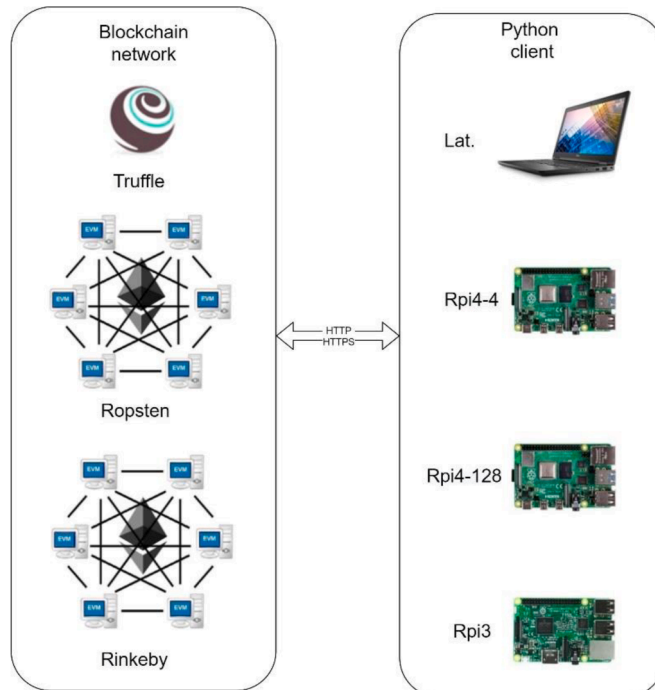 Blockchain
network
Truffle
EVM
EVM
EVM
EVM
EVM
EVM
Ropsten
EVM
EVM
EVM
EVM
EVM
EVM
Rinkeby
HTTP
HTTPS
Python
client
Lat.
Rpi4-4
Rpi4-128
Rpi3